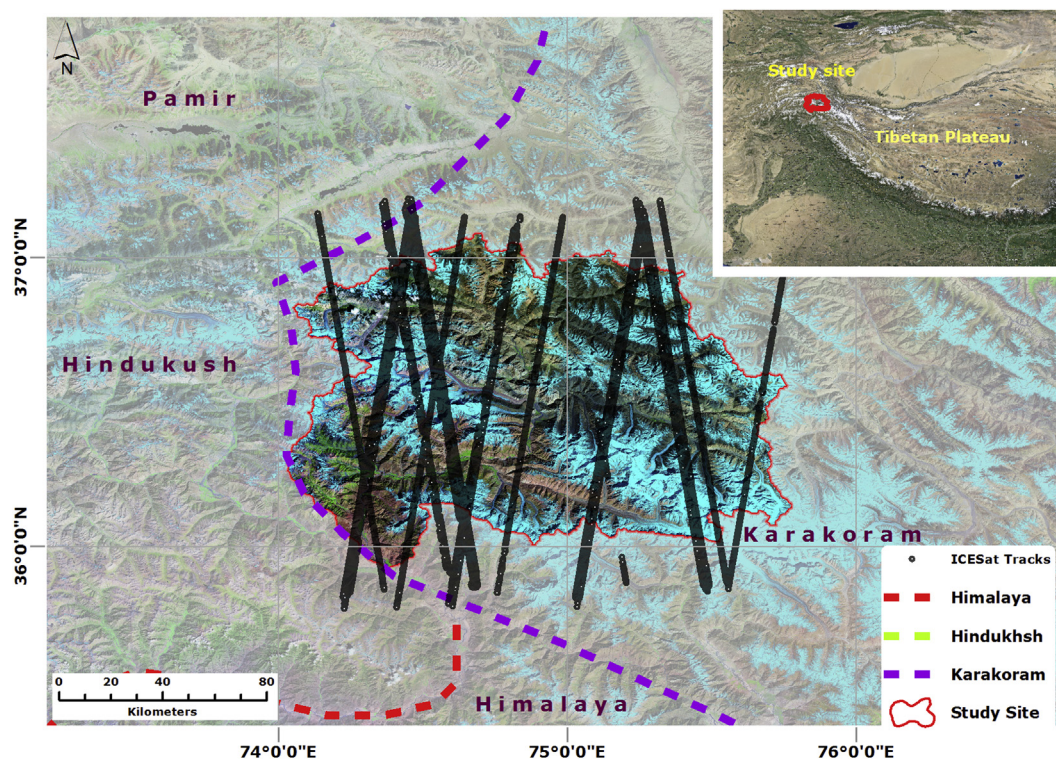 N
Pamir
Study site
Tibetan Plateau
37°0'0"N
Hindukush
36°0'0"N
Karakoram
ICESat Tracks
Himalaya
Hindukhsh
Karakoram
Study Site
0 20 40 80
Kilometers
Himalaya
74°0'0"E
75°0'0"E
76°0'0"E